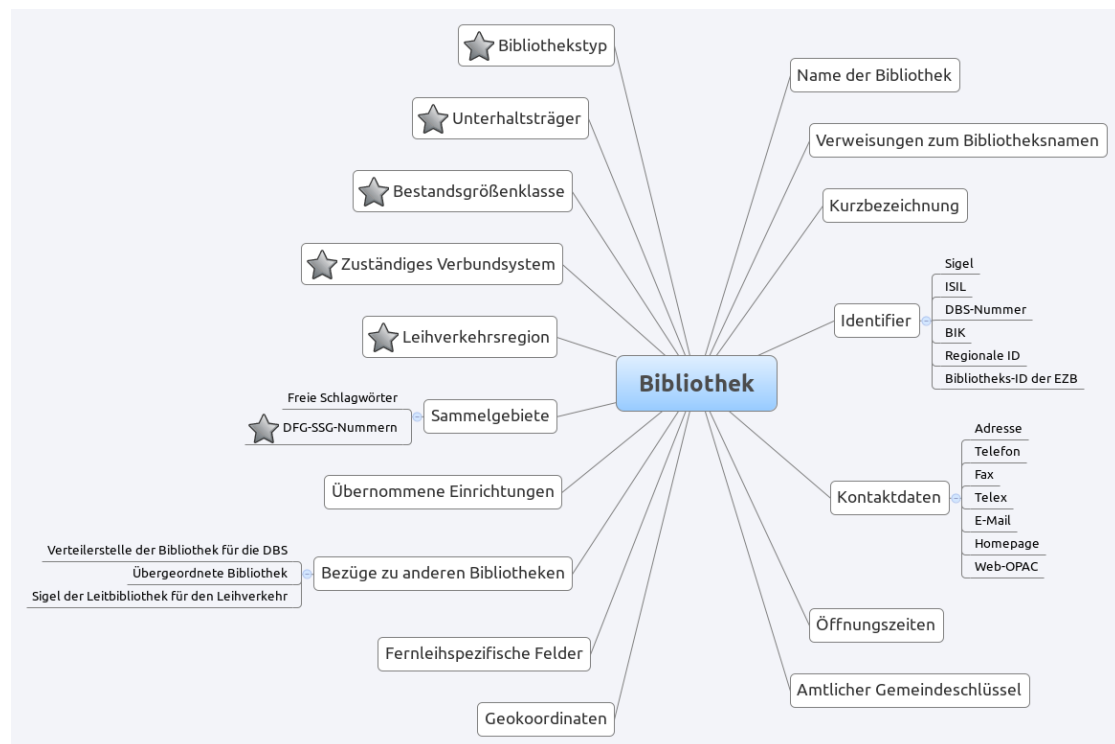 Bibliothekstyp
Unterhaltsträger
Bestandsgrößenklasse
Zuständiges Verbundsystem
Leihverkehrsregion
Freie Schlagwörter
DFG-SSG-Nummern
Sammelgebiete
Übernommene Einrichtungen
Verteilerstelle der Bibliothek für die DBS
Übergeordnete Bibliothek
Sigel der Leitbibliothek für den Leihverkehr
Bezüge zu anderen Bibliotheken
Fernleihspezifische Felder
Geokoordinaten
Bibliothek
Name der Bibliothek
Verweisungen zum Bibliotheksnamen
Kurzbezeichnung
Identifier
Sigel
ISIL
DBS-Nummer
BIK
Regionale ID
Bibliotheks-ID der EZB
Kontaktdaten
Adresse
Telefon
Fax
Telex
E-Mail
Homepage
Web-OPAC
Öffnungszeiten
Amtlicher Gemeindeschlüssel